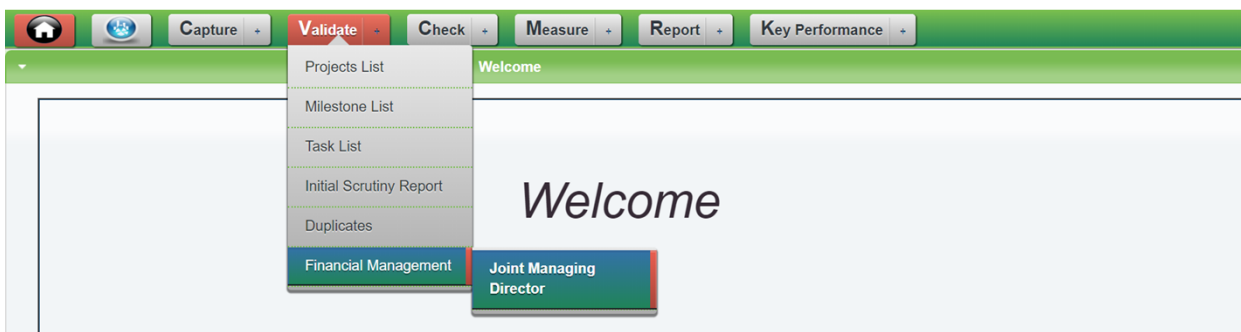 Capture + Validate + Check + Measure + Report + Key Performance +
Welcome
Projects List
Milestone List
Task List
Initial Scrutiny Report
Duplicates
Financial Management
Joint Managing
Director
Welcome